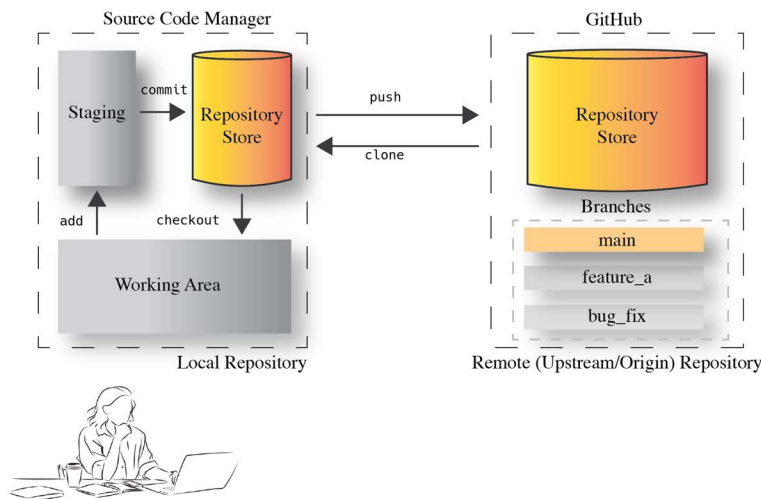 Source Code Manager
GitHub
commit
Staging
Repository
Store
push
clone
Repository
Store
add
checkout
Branches
main
feature_a
bug_fix
Working Area
Local Repository
Remote (Upstream/Origin) Repository